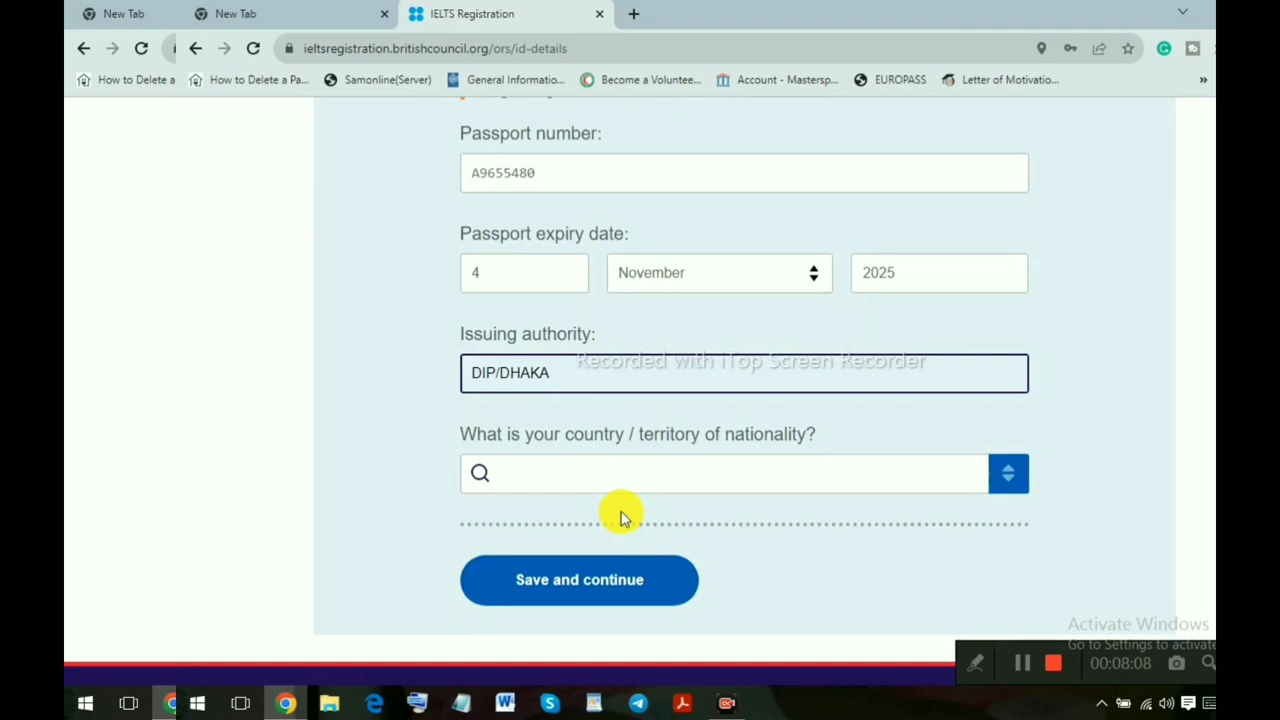 New Tab
New Tab
IELTS Registration
ieltsregistration.britishcouncil.org/ors/id-details
How to Delete a
How to Delete a Pa...
Samonline(Server)
General Informatio...
Become a Voluntee...
Account - Mastersp...
EUROPASS
Letter of Motivatio...
»
Passport number:
A9655480
Passport expiry date:
4
November
2025
Issuing authority:
Recorded with iTop Screen Recorder
DIP/DHAKA
What is your country / territory of nationality?
Save and continue
Activate Windows
Go to Settings to activate
00:08:08